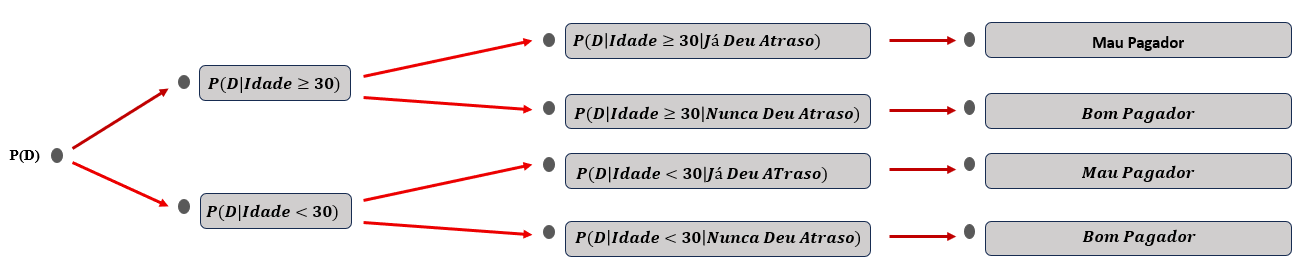 P(D|Idade ≥ 30|Já Deu Atraso)
Mau Pagador
P(D|Idade ≥ 30)
P(D|Idade ≥ 30|Nunca Deu Atraso)
Bom Pagador
P(D)
P(D|Idade < 30|Já Deu ATraso)
Mau Pagador
P(D|Idade < 30)
P(D|Idade < 30|Nunca Deu Atraso)
Bom Pagador